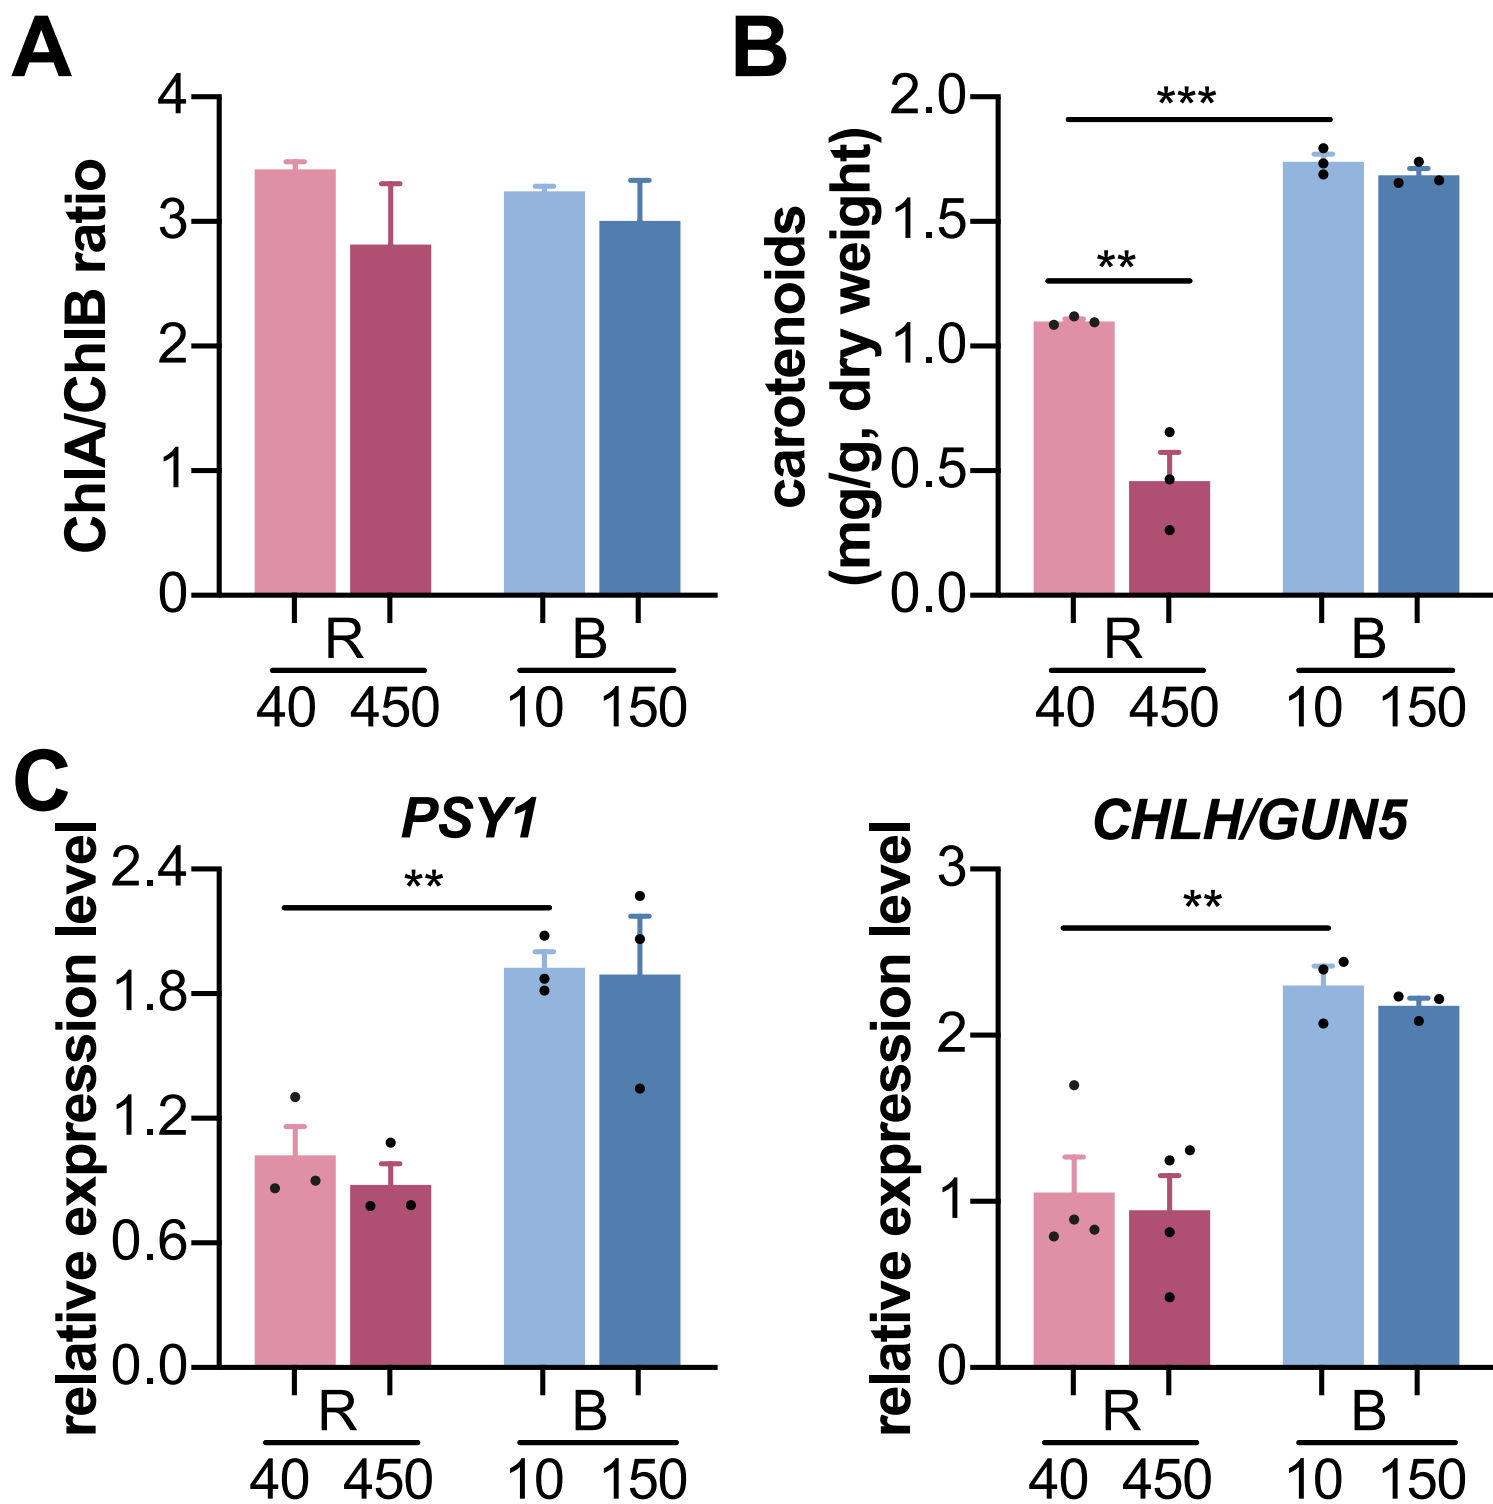 A
ChlA/ChlB ratio
4
3
2
1
0
R
B
40 450 10 150
B
carotenoids
(mg/g, dry weight)
2.0
1.5
1.0
0.5
0.0
***
**
R
B
40 450 10 150
C
PSY1
relative expression level
2.4
1.8
1.2
0.6
0.0
**
R
B
40 450 10 150
CHLH/GUN5
relative expression level
3
2
1
0
**
R
B
40 450 10 150